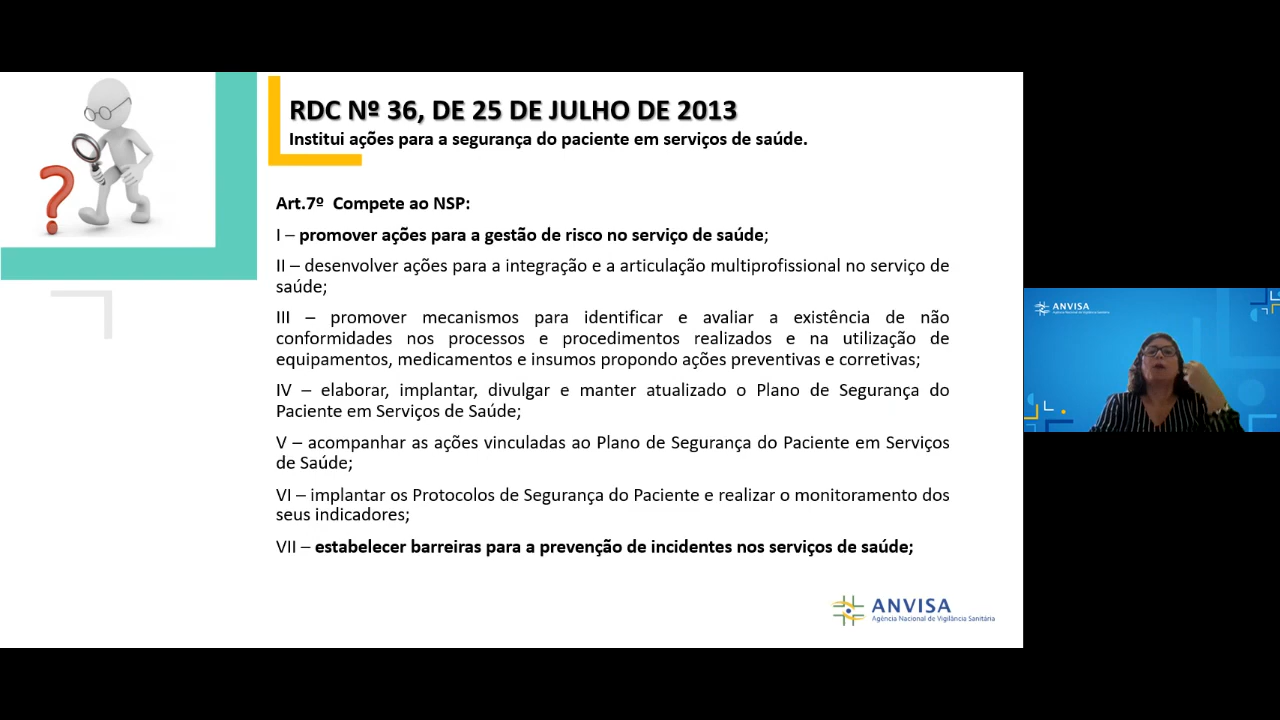 RDC Nº 36, DE 25 DE JULHO DE 2013
Institui ações para a segurança do paciente em serviços de saúde.
Art.7º Compete ao NSP:
I – promover ações para a gestão de risco no serviço de saúde;
II – desenvolver ações para a integração e a articulação multiprofissional no serviço de
saúde;
III – promover mecanismos para identificar e avaliar a existência de não
conformidades nos processos e procedimentos realizados e na utilização de
equipamentos, medicamentos e insumos propondo ações preventivas e corretivas;
IV – elaborar, implantar, divulgar e manter atualizado o Plano de Segurança do
Paciente em Serviços de Saúde;
V – acompanhar as ações vinculadas ao Plano de Segurança do Paciente em Serviços
de Saúde;
VI – implantar os Protocolos de Segurança do Paciente e realizar o monitoramento dos
seus indicadores;
VII – estabelecer barreiras para a prevenção de incidentes nos serviços de saúde;
ANVISA
Agência Nacional de Vigilância Sanitária
ANVISA
Agência Nacional de Vigilância Sanitária